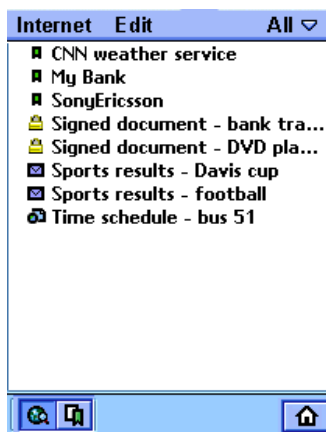 Internet Edit All
CNN weather service
My Bank
SonyEricsson
Signed document - bank tra...
Signed document - DVD pla...
Sports results - Davis cup
Sports results - football
Time schedule - bus 51